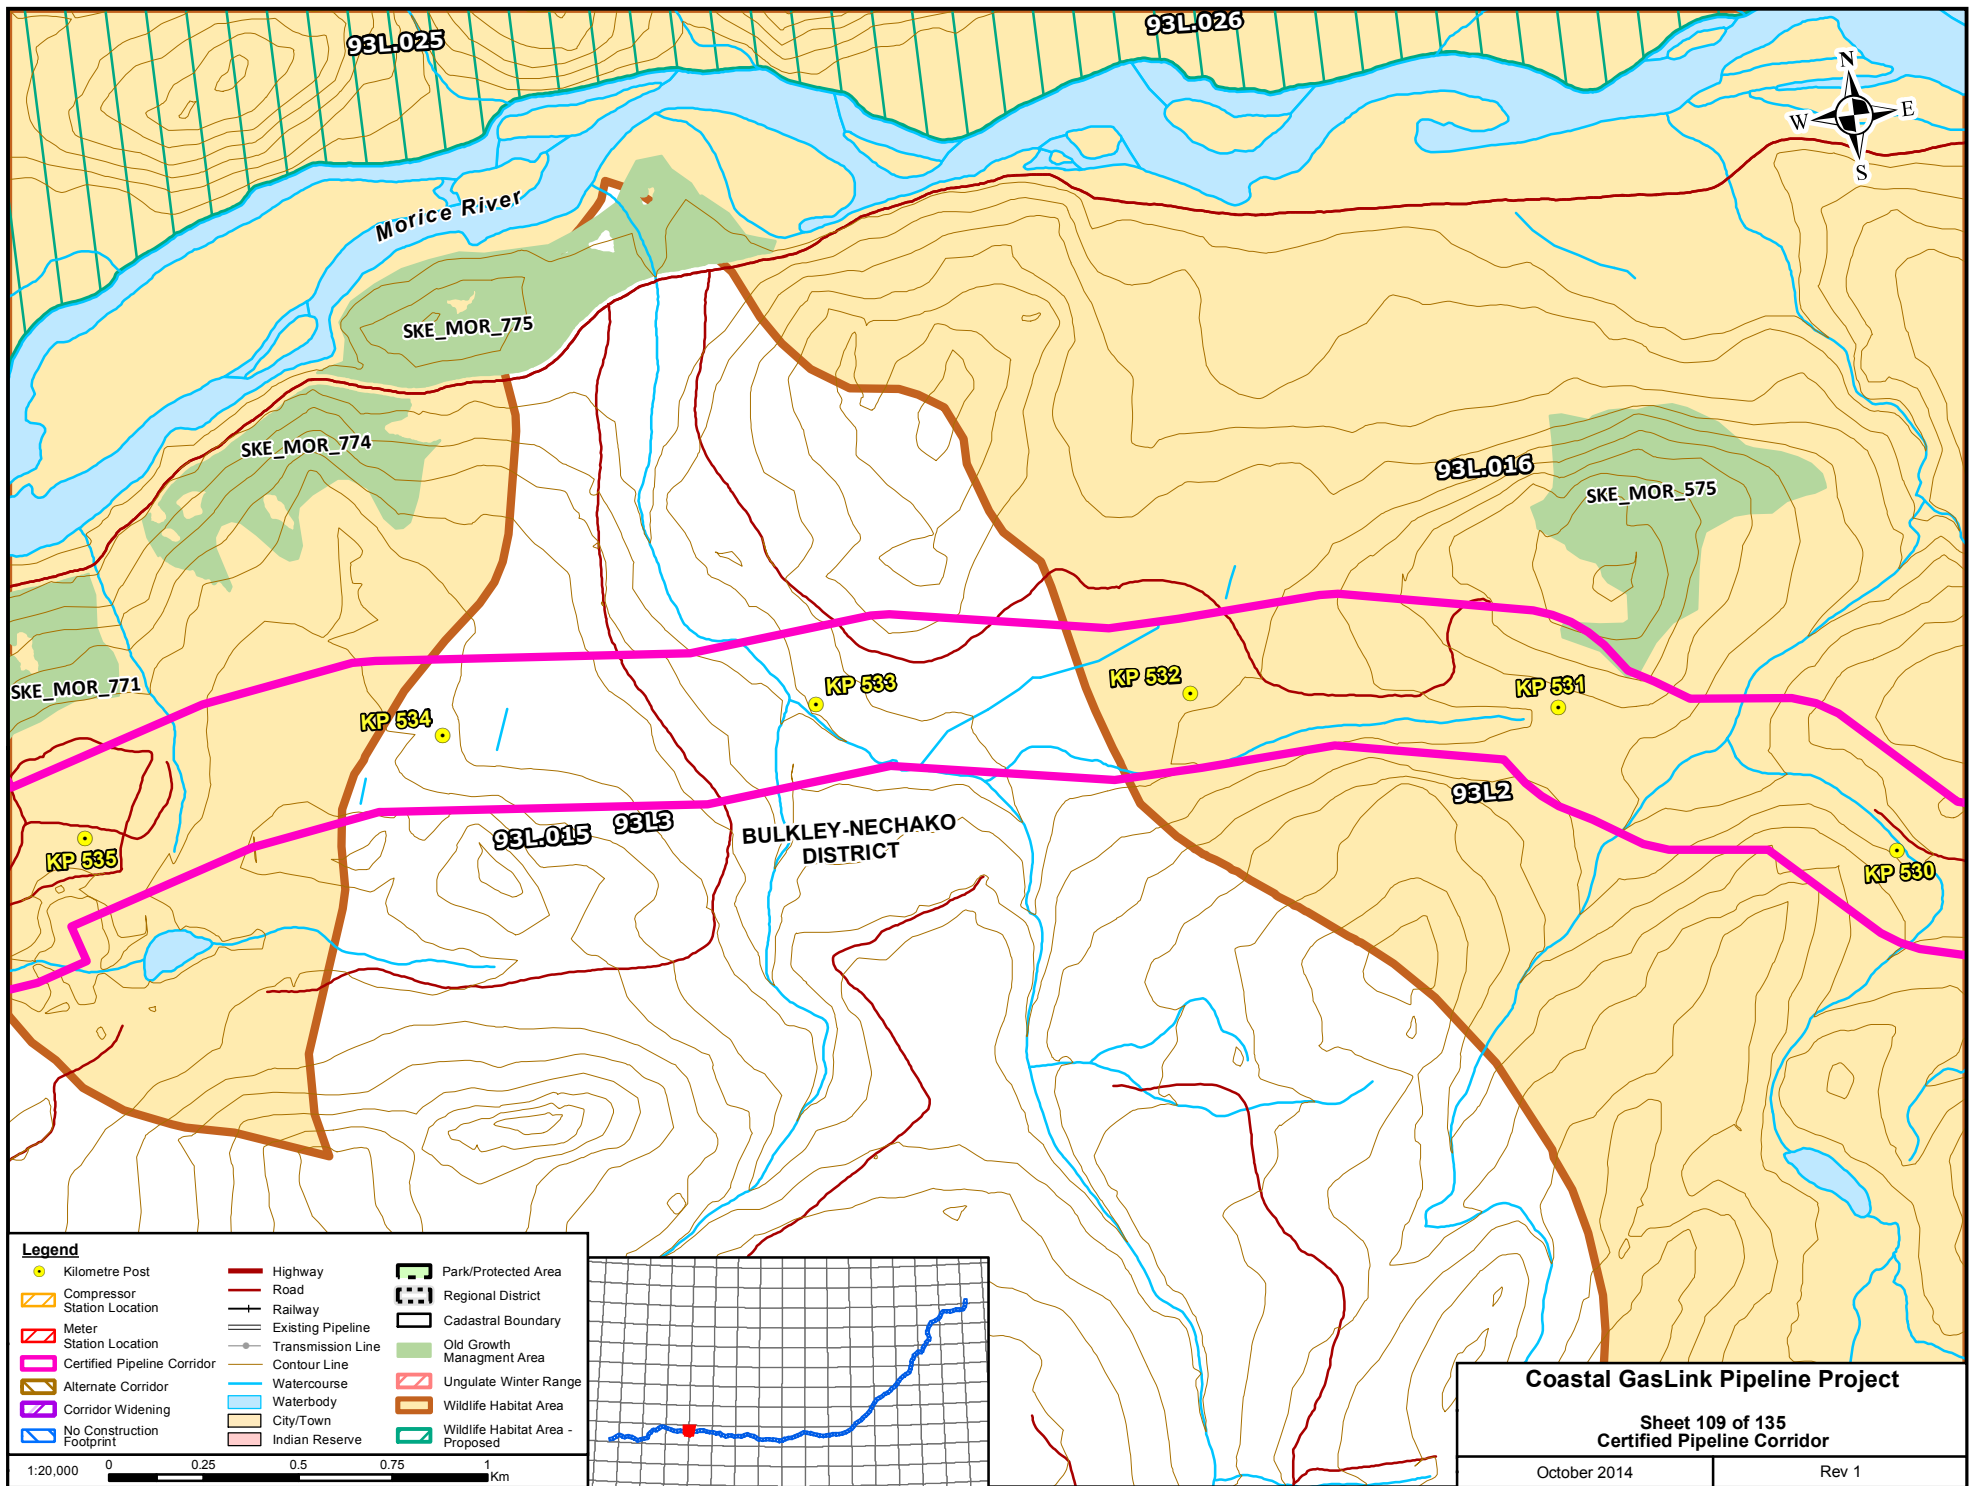 93L.025
93L.026
N
W
E
S
Morice River
SKE_MOR_775
SKE_MOR_774
93L.016
SKE_MOR_575
SKE_MOR_771
KP 533
KP 532
KP 531
KP 534
KP 535
93L.015
93L3
BULKLEY-NECHAKO
DISTRICT
93L2
KP 530
Legend
Kilometre Post
Compressor
Station Location
Meter
Station Location
Certified Pipeline Corridor
Alternate Corridor
Corridor Widening
No Construction
Footprint
Highway
Road
Railway
Existing Pipeline
Transmission Line
Contour Line
Watercourse
Waterbody
City/Town
Indian Reserve
Park/Protected Area
Regional District
Cadastral Boundary
Old Growth
Managment Area
Ungulate Winter Range
Wildlife Habitat Area
Wildlife Habitat Area -
Proposed
1:20,000
0 0.25 0.5 0.75 1
Km
Coastal GasLink Pipeline Project
Sheet 109 of 135
Certified Pipeline Corridor
October 2014
Rev 1